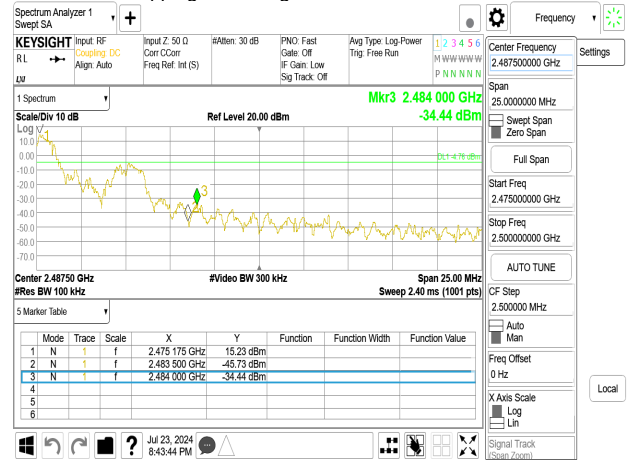 Spectrum Analyzer 1
Swept SA
Frequency
KEYSIGHT
Input: RF
Input Z: 50 Ω
#Atten: 30 dB
PNO: Fast
Avg Type: Log-Power
1 2 3 4 5 6
RL
Coupling: DC
Corr CCorr
Gate: Off
Trig: Free Run
M W W W W W
Align: Auto
Freq Ref: Int (S)
IF Gain: Low
Sig Track: Off
P N N N N N
LXI
Settings
Center Frequency
2.487500000 GHz
Span
25.0000000 MHz
Swept Span
Zero Span
Full Span
Start Freq
2.475000000 GHz
Stop Freq
2.500000000 GHz
AUTO TUNE
CF Step
2.500000 MHz
Auto
Man
Freq Offset
0 Hz
X Axis Scale
Log
Lin
Signal Track
(Span Zoom)
Local
1 Spectrum
Mkr3 2.484 000 GHz
Scale/Div 10 dB
Ref Level 20.00 dBm
-34.44 dBm
Log
10.0
0.00
DL1 -4.78 dBm
-10.0
-20.0
-30.0
3
-40.0
-50.0
-60.0
-70.0
Center 2.48750 GHz
#Video BW 300 kHz
Span 25.00 MHz
#Res BW 100 kHz
Sweep 2.40 ms (1001 pts)
5 Marker Table
Mode Trace Scale X Y Function Function Width Function Value
1 N 1 f 2.475 175 GHz 15.23 dBm
2 N 1 f 2.483 500 GHz -45.73 dBm
3 N 1 f 2.484 000 GHz -34.44 dBm
4
5
6
?
Jul 23, 2024
8:43:44 PM